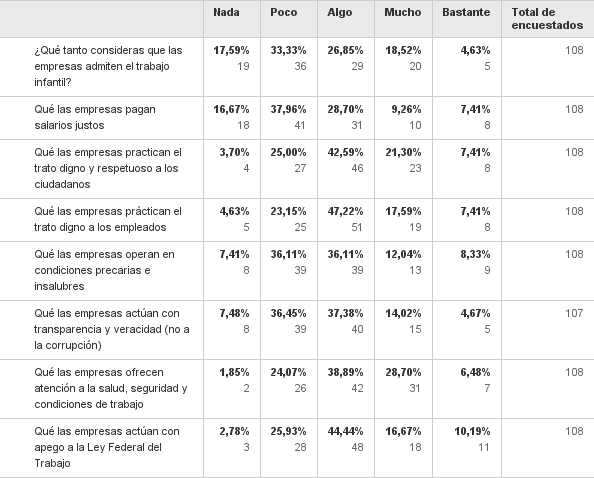 Nada Poco Algo Mucho Bastante Total de
encuestados
¿Qué tanto consideras que las 17,59% 33,33% 26,85% 18,52% 4,63% 108
empresas admiten el trabajo 19 36 29 20 5
infantil?
Qué las empresas pagan 16,67% 37,96% 28,70% 9,26% 7,41% 108
salarios justos 18 41 31 10 8
Qué las empresas practican el 3,70% 25,00% 42,59% 21,30% 7,41% 108
trato digno y respetuoso a los 4 27 46 23 8
ciudadanos
Qué las empresas práctican el 4,63% 23,15% 47,22% 17,59% 7,41% 108
trato digno a los empleados 5 25 51 19 8
Qué las empresas operan en 7,41% 36,11% 36,11% 12,04% 8,33% 108
condiciones precarias e 8 39 39 13 9
insalubres
Qué las empresas actúan con 7,48% 36,45% 37,38% 14,02% 4,67% 107
transparencia y veracidad (no a 8 39 40 15 5
la corrupción)
Qué las empresas ofrecen 1,85% 24,07% 38,89% 28,70% 6,48% 108
atención a la salud, seguridad y 2 26 42 31 7
condiciones de trabajo
Qué las empresas actúan con 2,78% 25,93% 44,44% 16,67% 10,19% 108
apego a la Ley Federal del 3 28 48 18 11
Trabajo